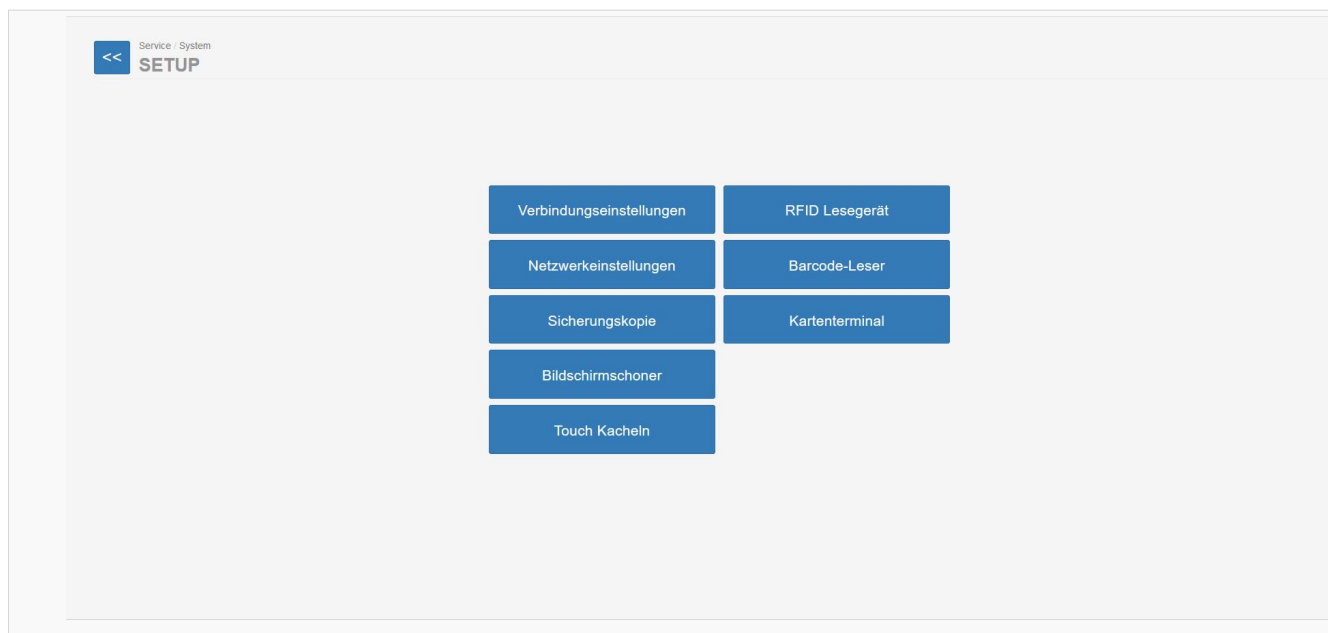 <<
Service / System
SETUP
Verbindungseinstellungen
RFID Lesegerät
Netzwerkeinstellungen
Barcode-Leser
Sicherungskopie
Kartenterminal
Bildschirmschoner
Touch Kacheln